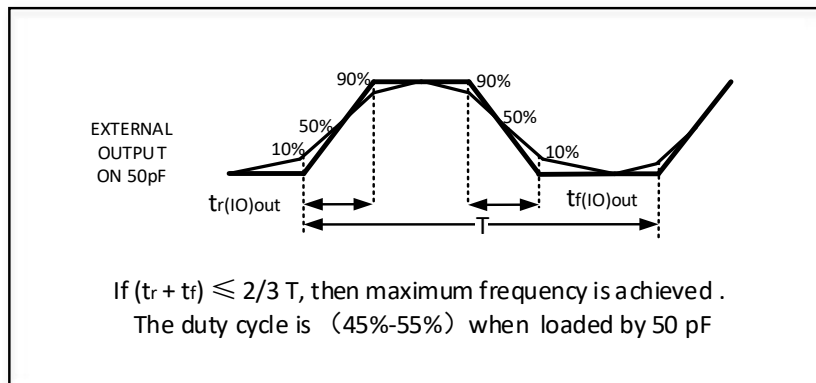 90%
90%
EXTERNAL
OUTPUT
ON 50pF
50%
50%
10%
10%
tr(IO)out
tf(IO)out
T
If (tr + tf) ≤ 2/3 T, then maximum frequency is achieved .
The duty cycle is （45%-55%）when loaded by 50 pF